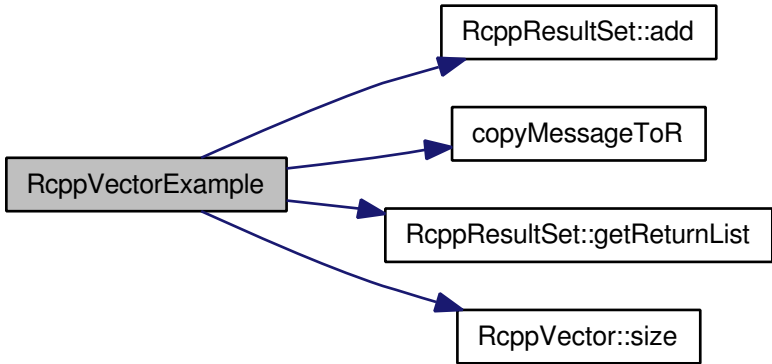 RcppResultSet::add
copyMessageToR
RcppVectorExample
RcppResultSet::getReturnList
RcppVector::size